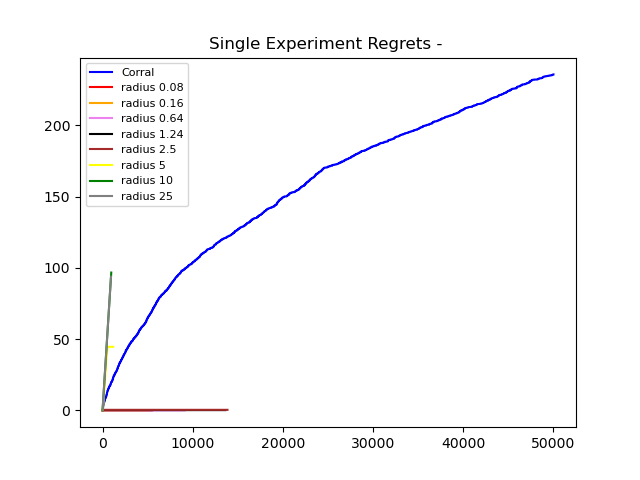 Single Experiment Regrets -
Corral
radius 0.08
radius 0.16
radius 0.64
radius 1.24
radius 2.5
radius 5
radius 10
radius 25
200
150
100
50
0
0 10000 20000 30000 40000 50000